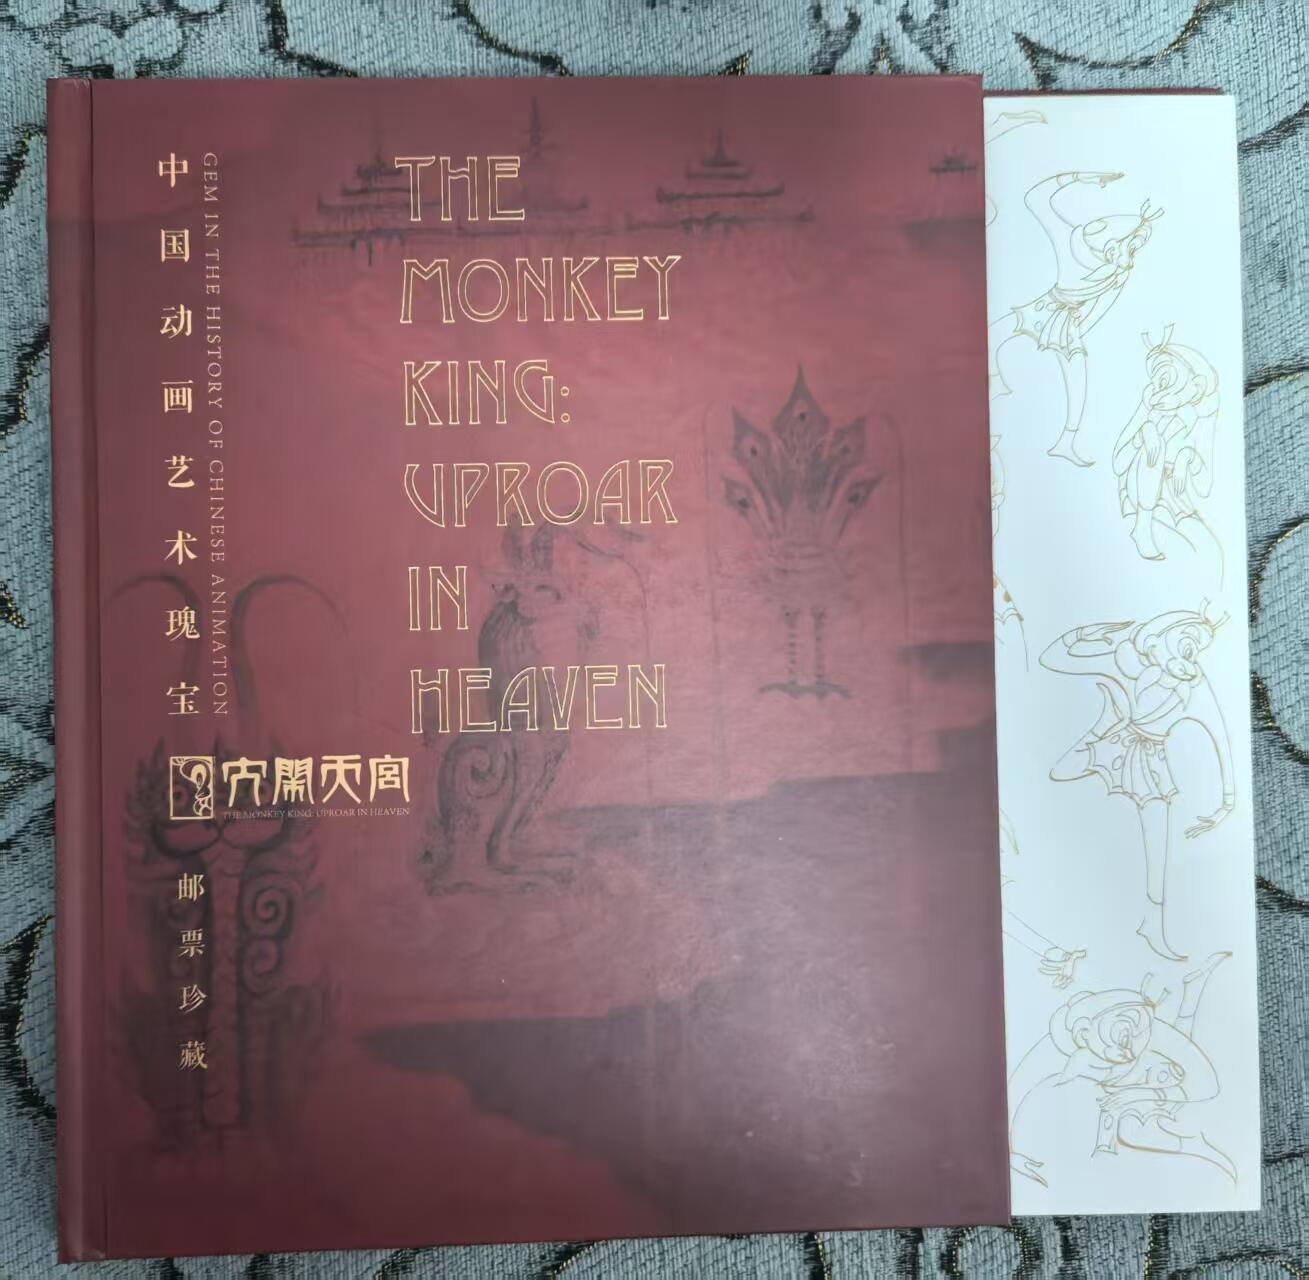 中国动画艺术瑰宝
GEM IN THE HISTORY OF CHINESE ANIMATION
THE
MONKEY
KING:
UPROAR
IN
HEAVEN
大闹天宫
THE MONKEY KING: UPROAR IN HEAVEN
邮票珍藏